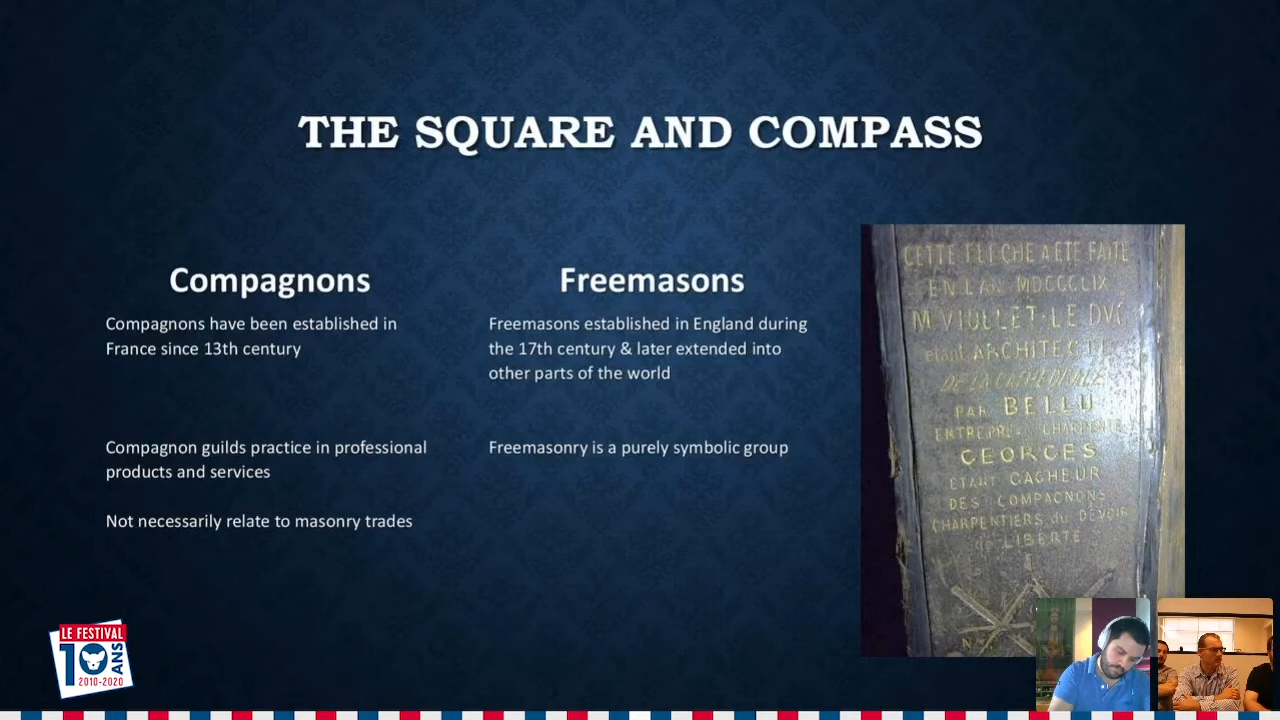 THE SQUARE AND COMPASS
Compagnons
Compagnons have been established in
France since 13th century
Compagnon guilds practice in professional
products and services
Not necessarily relate to masonry trades
Freemasons
Freemasons established in England during
the 17th century & later extended into
other parts of the world
Freemasonry is a purely symbolic group
CETTE FLECHE A ETE FAITE
EN L'AN MDCCCLIX
M VIOLLET·LE DVC
etant ARCHITECTE
DE LA CATHEDRALE
PAR BELLU
ENTREPRE CHARPENTE
GEORGES
ETANT GACHEUR
DES COMPAGNONS
CHARPENTIERS du DEVOIR
de LIBERTE
LE FESTIVAL
10 ANS
2010-2020